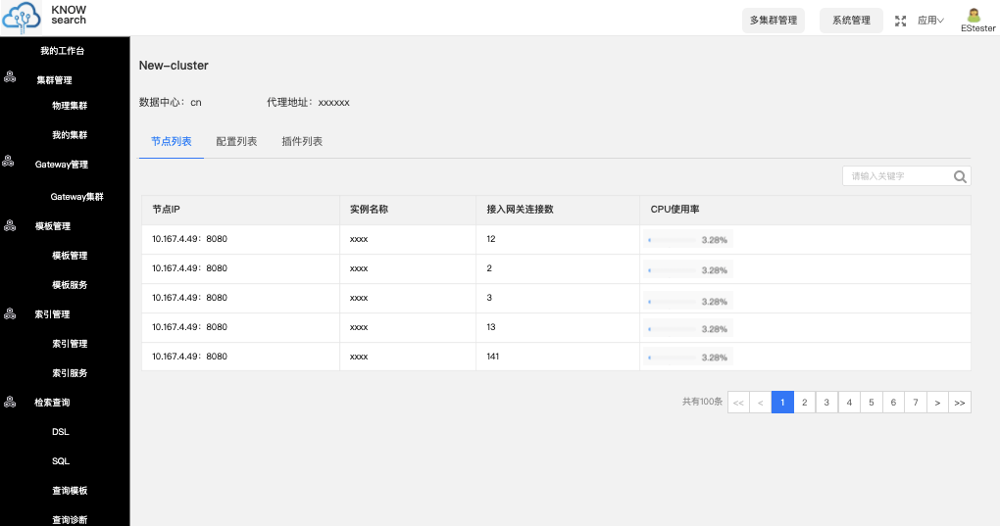 KNOW
search
多集群管理
系统管理
应用
EStester
我的工作台
集群管理
物理集群
我的集群
Gateway管理
Gateway集群
模板管理
模板管理
模板服务
索引管理
索引管理
索引服务
检索查询
DSL
SQL
查询模板
查询诊断
New-cluster
数据中心：cn 代理地址：xxxxxx
节点列表 配置列表 插件列表
请输入关键字
节点IP 实例名称 接入网关连接数 CPU使用率
10.167.4.49：8080 xxxx 12 3.28%
10.167.4.49：8080 xxxx 2 3.28%
10.167.4.49：8080 xxxx 3 3.28%
10.167.4.49：8080 xxxx 13 3.28%
10.167.4.49：8080 xxxx 141 3.28%
共有100条 << < 1 2 3 4 5 6 7 > >>